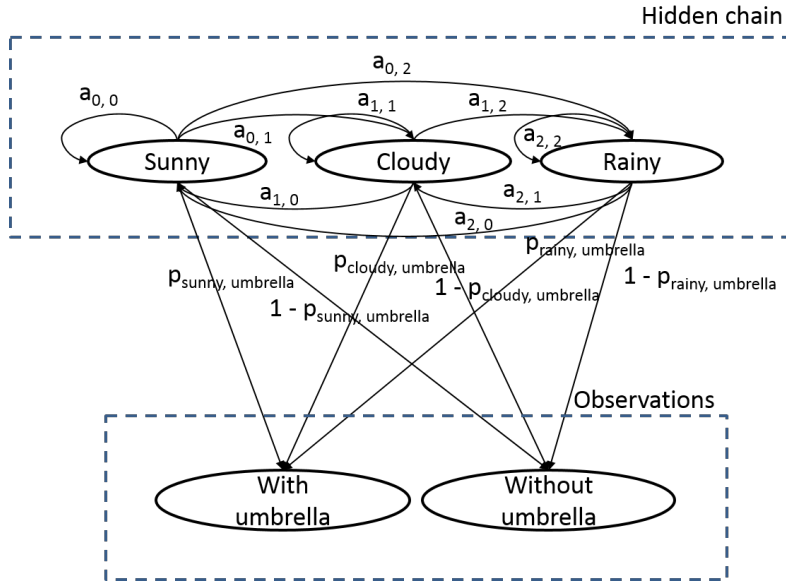 Hidden chain
a0, 2
a0, 0
a1, 1
a1, 2
a0, 1
a2, 2
Sunny
Cloudy
Rainy
a1, 0
a2, 1
a2, 0
prainy, umbrella
pcloudy, umbrella
psunny, umbrella
1 - pcloudy, umbrella
1 - prainy, umbrella
1 - psunny, umbrella
Observations
With
umbrella
Without
umbrella